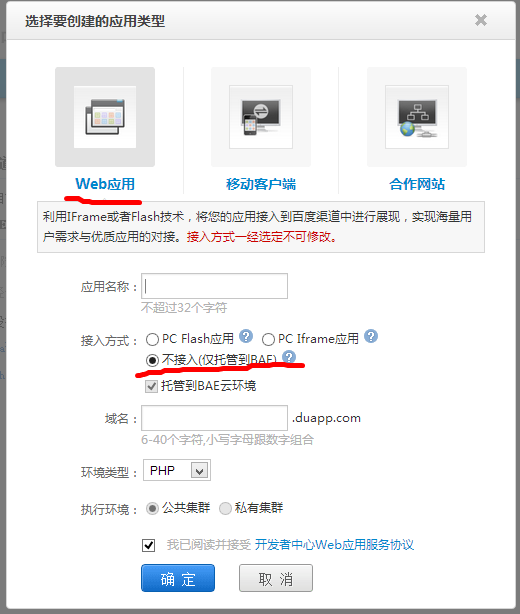 选择要创建的应用类型
Web应用 移动客户端 合作网站
利用IFrame或者Flash技术，将您的应用接入到百度渠道中进行展现，实现海量用
户需求与优质应用的对接。接入方式一经选定不可修改。
应用名称：
不超过32个字符
接入方式： PC Flash应用 ? PC Iframe应用 ?
不接入(仅托管到BAE) ?
托管到BAE云环境
域名： .duapp.com
6-40个字符,小写字母跟数字组合
环境类型： PHP
执行环境： 公共集群 私有集群
我已阅读并接受 开发者中心Web应用服务协议
确 定 取 消